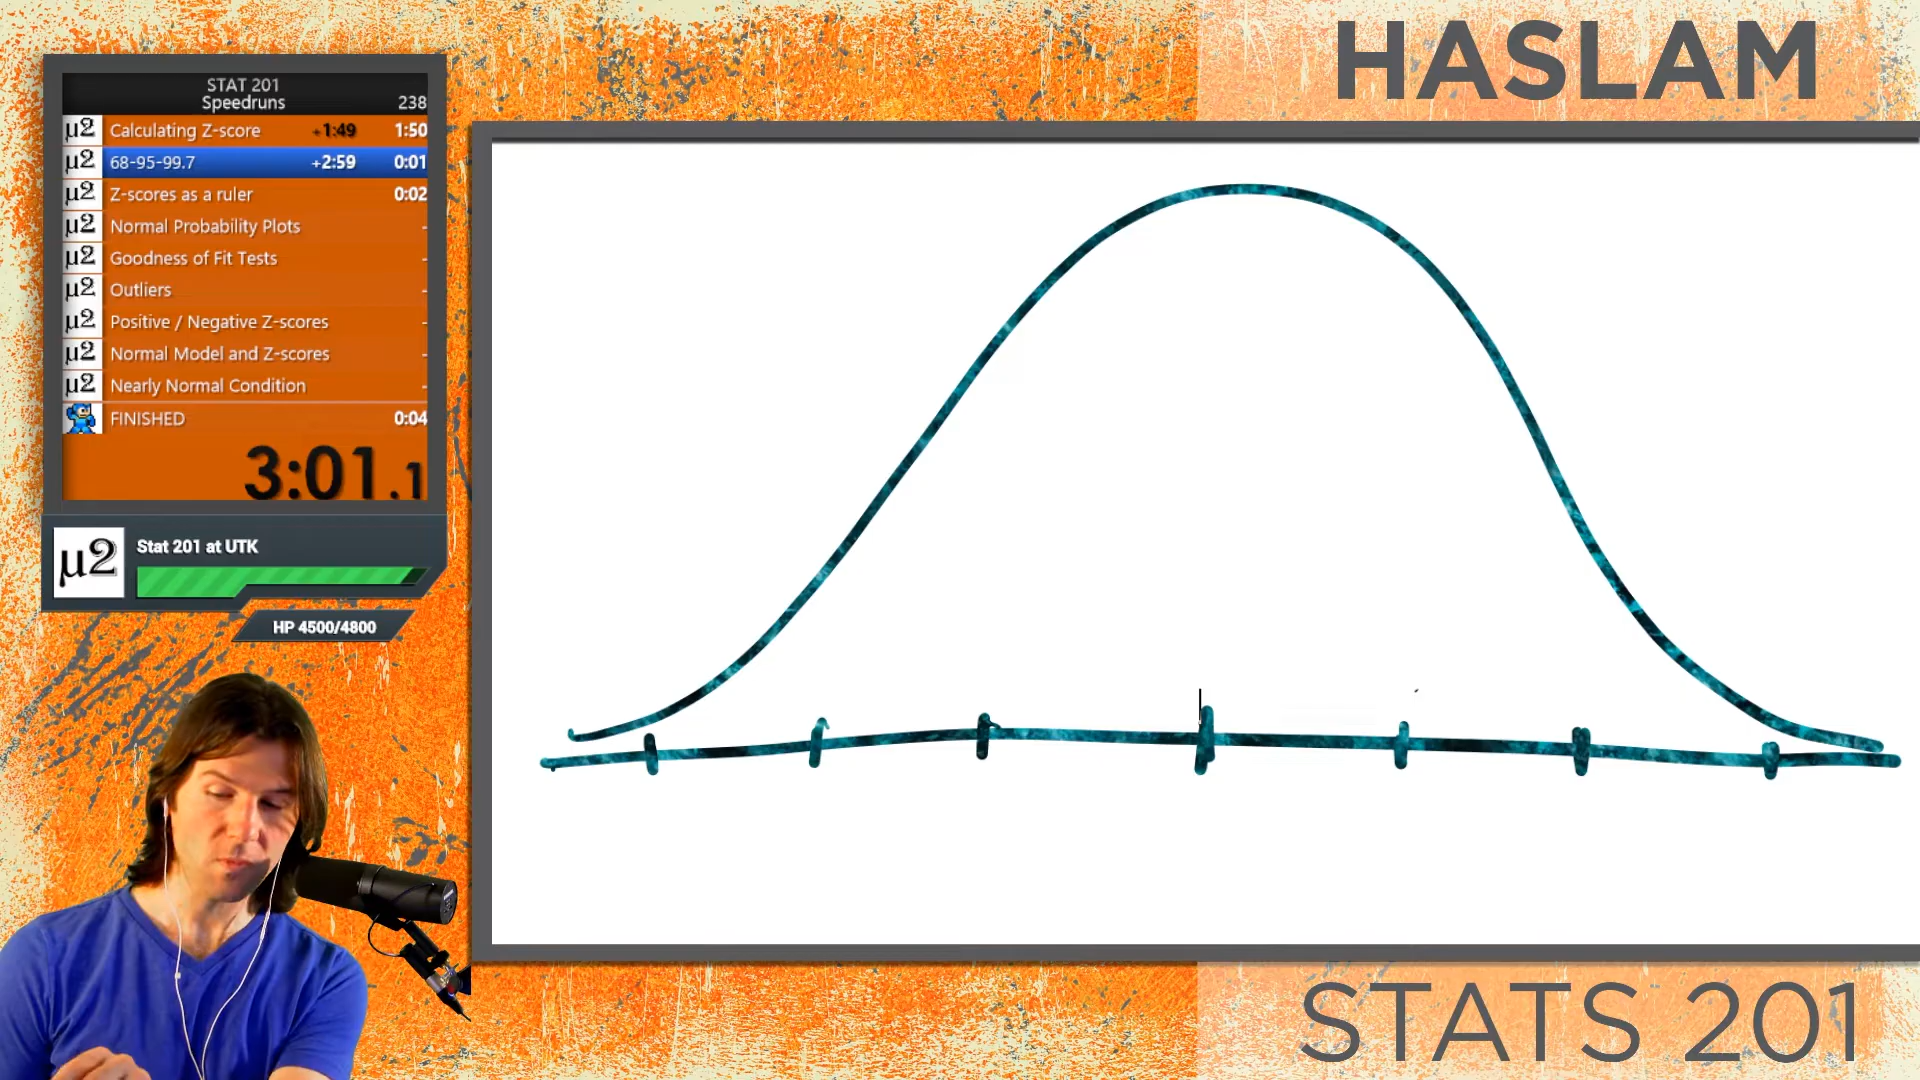 HASLAM
STAT 201
Speedruns 238
μ2 Calculating Z-score +1:49 1:50
μ2 68-95-99.7 +2:59 0:01
μ2 Z-scores as a ruler 0:02
μ2 Normal Probability Plots -
μ2 Goodness of Fit Tests -
μ2 Outliers -
μ2 Positive / Negative Z-scores -
μ2 Normal Model and Z-scores -
μ2 Nearly Normal Condition -
FINISHED 0:04
3:01.1
μ2 Stat 201 at UTK
HP 4500/4800
STATS 201